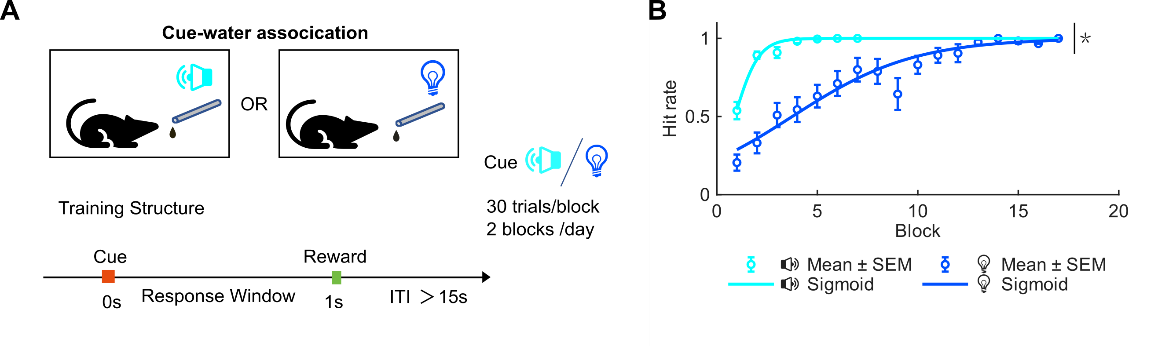 A
Cue-water assocication
OR
Cue
30 trials/block
2 blocks /day
Training Structure
Cue
Reward
0s
Response Window
1s
ITI > 15s
B
Hit rate
1
0.5
0
0
5
10
15
20
Block
*
Mean ± SEM
Mean ± SEM
Sigmoid
Sigmoid